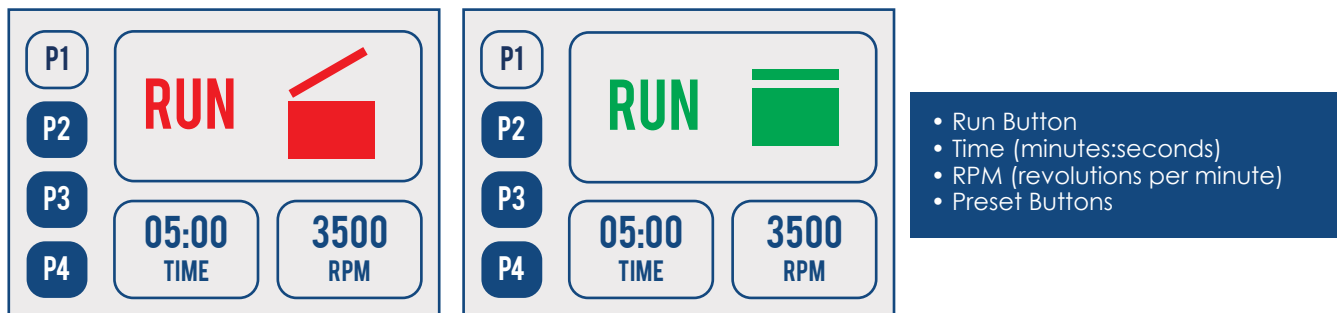 P1
RUN
P2
P3
P4
05:00
TIME
3500
RPM
P1
RUN
P2
P3
P4
05:00
TIME
3500
RPM
• Run Button
• Time (minutes:seconds)
• RPM (revolutions per minute)
• Preset Buttons